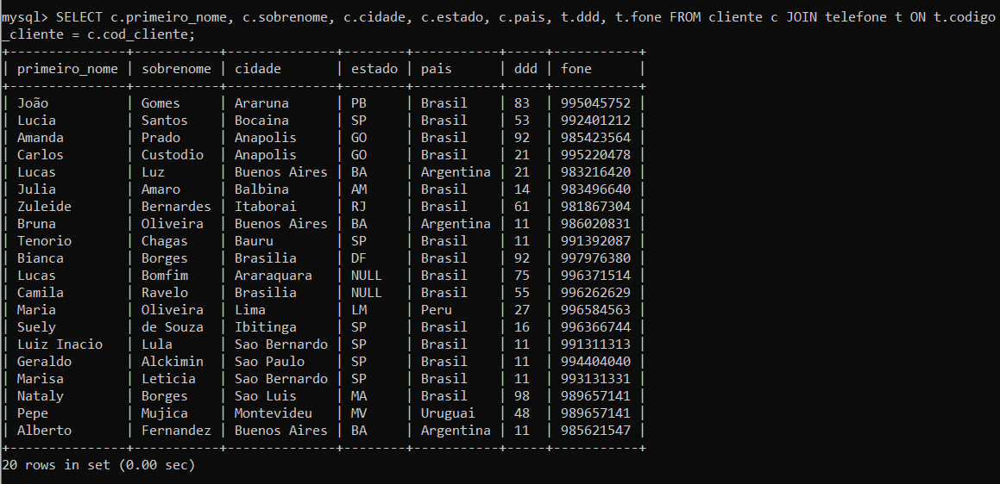 mysql> SELECT c.primeiro_nome, c.sobrenome, c.cidade, c.estado, c.pais, t.ddd, t.fone FROM cliente c JOIN telefone t ON t.codigo
_cliente = c.cod_cliente;
+---------------+-----------+--------------+--------+-----------+-----+-----------+
| primeiro_nome | sobrenome | cidade       | estado | pais      | ddd | fone      |
+---------------+-----------+--------------+--------+-----------+-----+-----------+
| João          | Gomes     | Araruna      | PB     | Brasil    | 83  | 995045752 |
| Lucia         | Santos    | Bocaina      | SP     | Brasil    | 53  | 992401212 |
| Amanda        | Prado     | Anapolis     | GO     | Brasil    | 92  | 985423564 |
| Carlos        | Custodio  | Anapolis     | GO     | Brasil    | 21  | 995220478 |
| Lucas         | Luz       | Buenos Aires | BA     | Argentina | 21  | 983216420 |
| Julia         | Amaro     | Balbina      | AM     | Brasil    | 14  | 983496640 |
| Zuleide       | Bernardes | Itaborai     | RJ     | Brasil    | 61  | 981867304 |
| Bruna         | Oliveira  | Buenos Aires | BA     | Argentina | 11  | 986020831 |
| Tenorio       | Chagas    | Bauru        | SP     | Brasil    | 11  | 991392087 |
| Bianca        | Borges    | Brasilia     | DF     | Brasil    | 92  | 997976380 |
| Lucas         | Bomfim    | Araraquara   | NULL   | Brasil    | 75  | 996371514 |
| Camila        | Ravelo    | Brasilia     | NULL   | Brasil    | 55  | 996262629 |
| Maria         | Oliveira  | Lima         | LM     | Peru      | 27  | 996584563 |
| Suely         | de Souza  | Ibitinga     | SP     | Brasil    | 16  | 996366744 |
| Luiz Inacio   | Lula      | Sao Bernardo | SP     | Brasil    | 11  | 991311313 |
| Geraldo       | Alckimin  | Sao Paulo    | SP     | Brasil    | 11  | 994404040 |
| Marisa        | Leticia   | Sao Bernardo | SP     | Brasil    | 11  | 993131331 |
| Nataly        | Borges    | Sao Luis     | MA     | Brasil    | 98  | 989657141 |
| Pepe          | Mujica    | Montevideu   | MV     | Uruguai   | 48  | 989657141 |
| Alberto       | Fernandez | Buenos Aires | BA     | Argentina | 11  | 985621547 |
+---------------+-----------+--------------+--------+-----------+-----+-----------+
20 rows in set (0.00 sec)